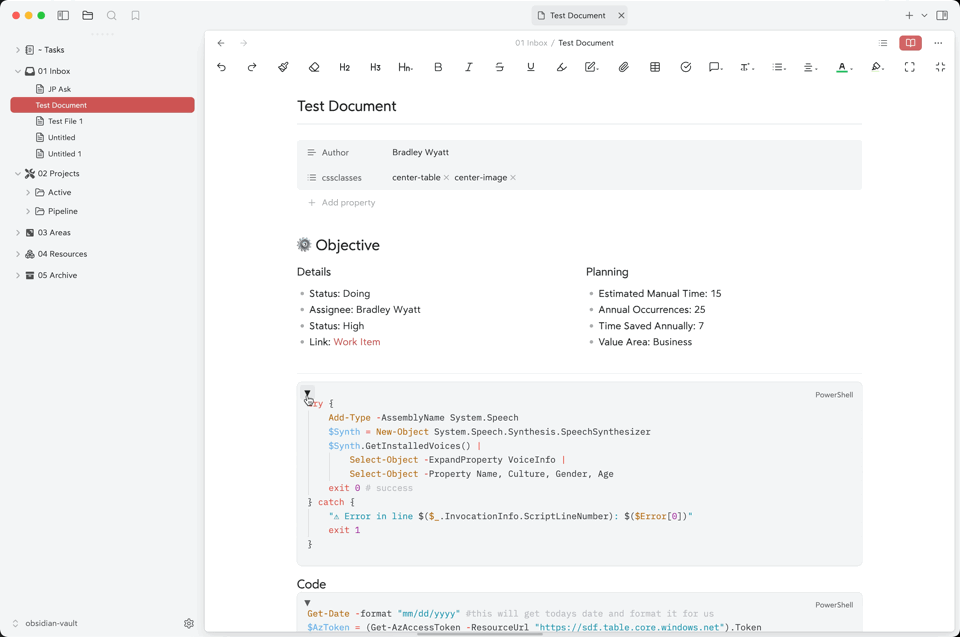 Test Document
- Tasks
01 Inbox
JP Ask
Test Document
Test File 1
Untitled
Untitled 1
02 Projects
Active
Pipeline
03 Areas
04 Resources
05 Archive
obsidian-vault
01 Inbox / Test Document
H2 H3 Hn B I S U T A
Test Document
Author Bradley Wyatt
cssclasses center-table × center-image ×
+ Add property
Objective
Details
Status: Doing
Assignee: Bradley Wyatt
Status: High
Link: Work Item
Planning
Estimated Manual Time: 15
Annual Occurrences: 25
Time Saved Annually: 7
Value Area: Business
PowerShell
try {
Add-Type -AssemblyName System.Speech
$Synth = New-Object System.Speech.Synthesis.SpeechSynthesizer
$Synth.GetInstalledVoices() |
Select-Object -ExpandProperty VoiceInfo |
Select-Object -Property Name, Culture, Gender, Age
exit 0 # success
} catch {
"⚠ Error in line $($_.InvocationInfo.ScriptLineNumber): $($Error[0])"
exit 1
}
Code
PowerShell
Get-Date -format "mm/dd/yyyy" #this will get todays date and format it for us
$AzToken = (Get-AzAccessToken -ResourceUrl "https://sdf.table.core.windows.net").Token